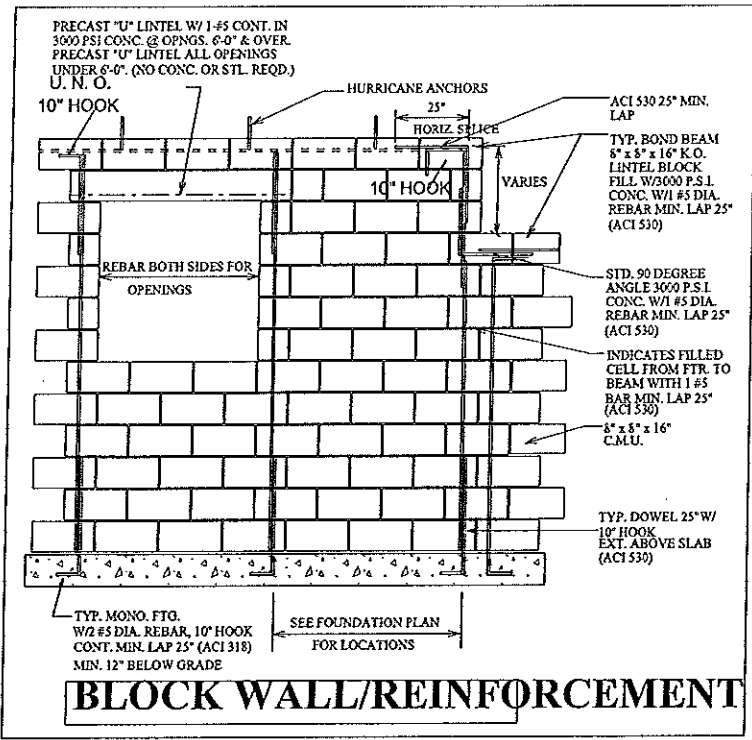 PRECAST "U" LINTEL W/ 1-#5 CONT. IN
3000 PSI CONC. @ OPNGS. 6'-0" & OVER.
PRECAST "U" LINTEL ALL OPENINGS
UNDER 6'-0". (NO CONC. OR STL. REQD.)
U. N. O.
10" HOOK
HURRICANE ANCHORS
25"
HORIZ. SPLICE
10" HOOK
VARIES
ACI 530 25" MIN.
LAP
TYP. BOND BEAM
8" x 8" x 16" K.O.
LINTEL BLOCK
FILL W/3000 P.S.I.
CONC. W/1 #5 DIA.
REBAR MIN. LAP 25"
(ACI 530)
REBAR BOTH SIDES FOR
OPENINGS
STD. 90 DEGREE
ANGLE 3000 P.S.I.
CONC. W/1 #5 DIA.
REBAR MIN. LAP 25"
(ACI 530)
INDICATES FILLED
CELL FROM FTR. TO
BEAM WITH 1 #5
BAR MIN. LAP 25"
(ACI 530)
8" x 8" x 16"
C.M.U.
TYP. DOWEL 25" W/
10" HOOK
EXT. ABOVE SLAB
(ACI 530)
TYP. MONO. FTG.
W/2 #5 DIA. REBAR, 10" HOOK
CONT. MIN. LAP 25" (ACI 318)
MIN. 12" BELOW GRADE
SEE FOUNDATION PLAN
FOR LOCATIONS
BLOCK WALL/REINFORCEMENT